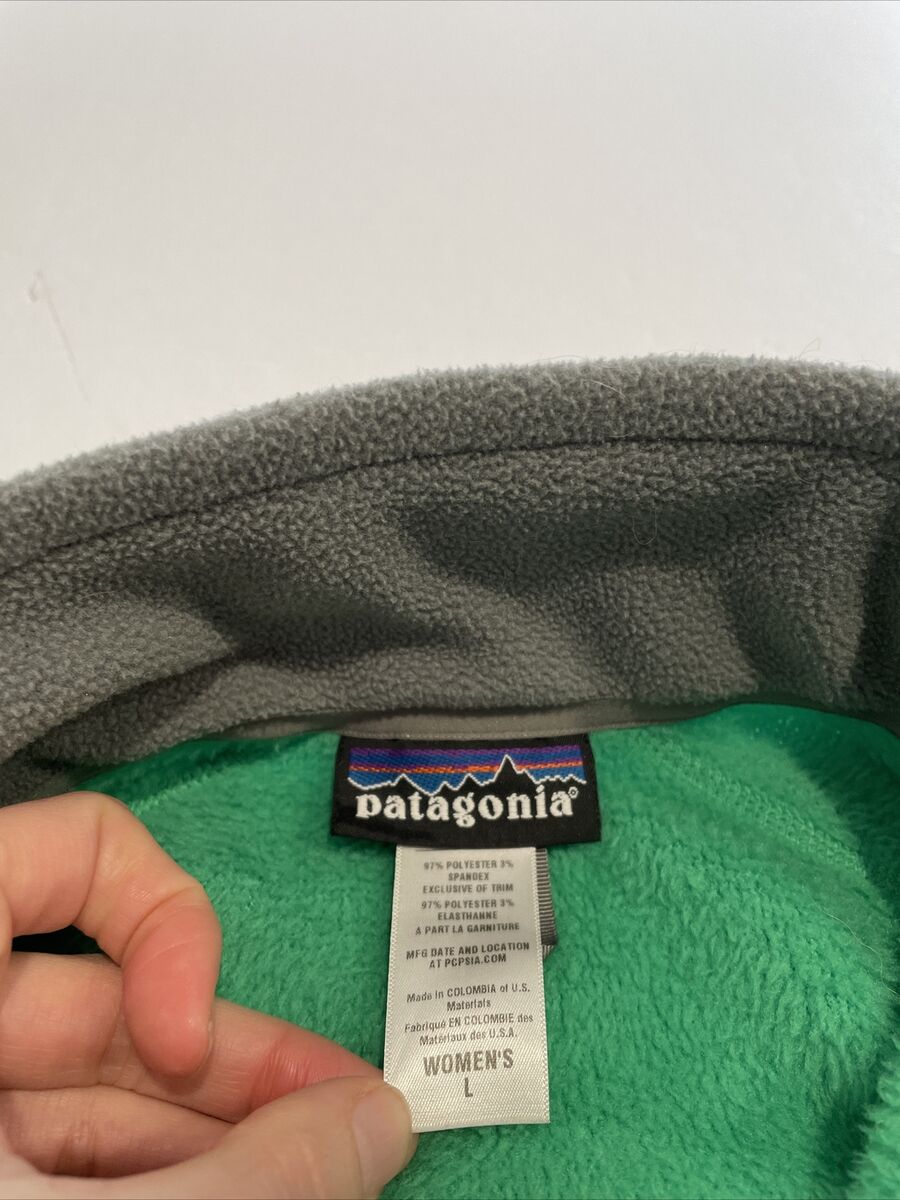 patagonia®
97% POLYESTER 3%
SPANDEX
EXCLUSIVE OF TRIM
97% POLYESTER 3%
ELASTHANNE
A PART LA GARNITURE
MFG DATE AND LOCATION
AT PCPSIA.COM
Made in COLOMBIA of U.S.
Materials
Fabriqué EN COLOMBIE des
Matériaux des U.S.A.
WOMEN'S
L